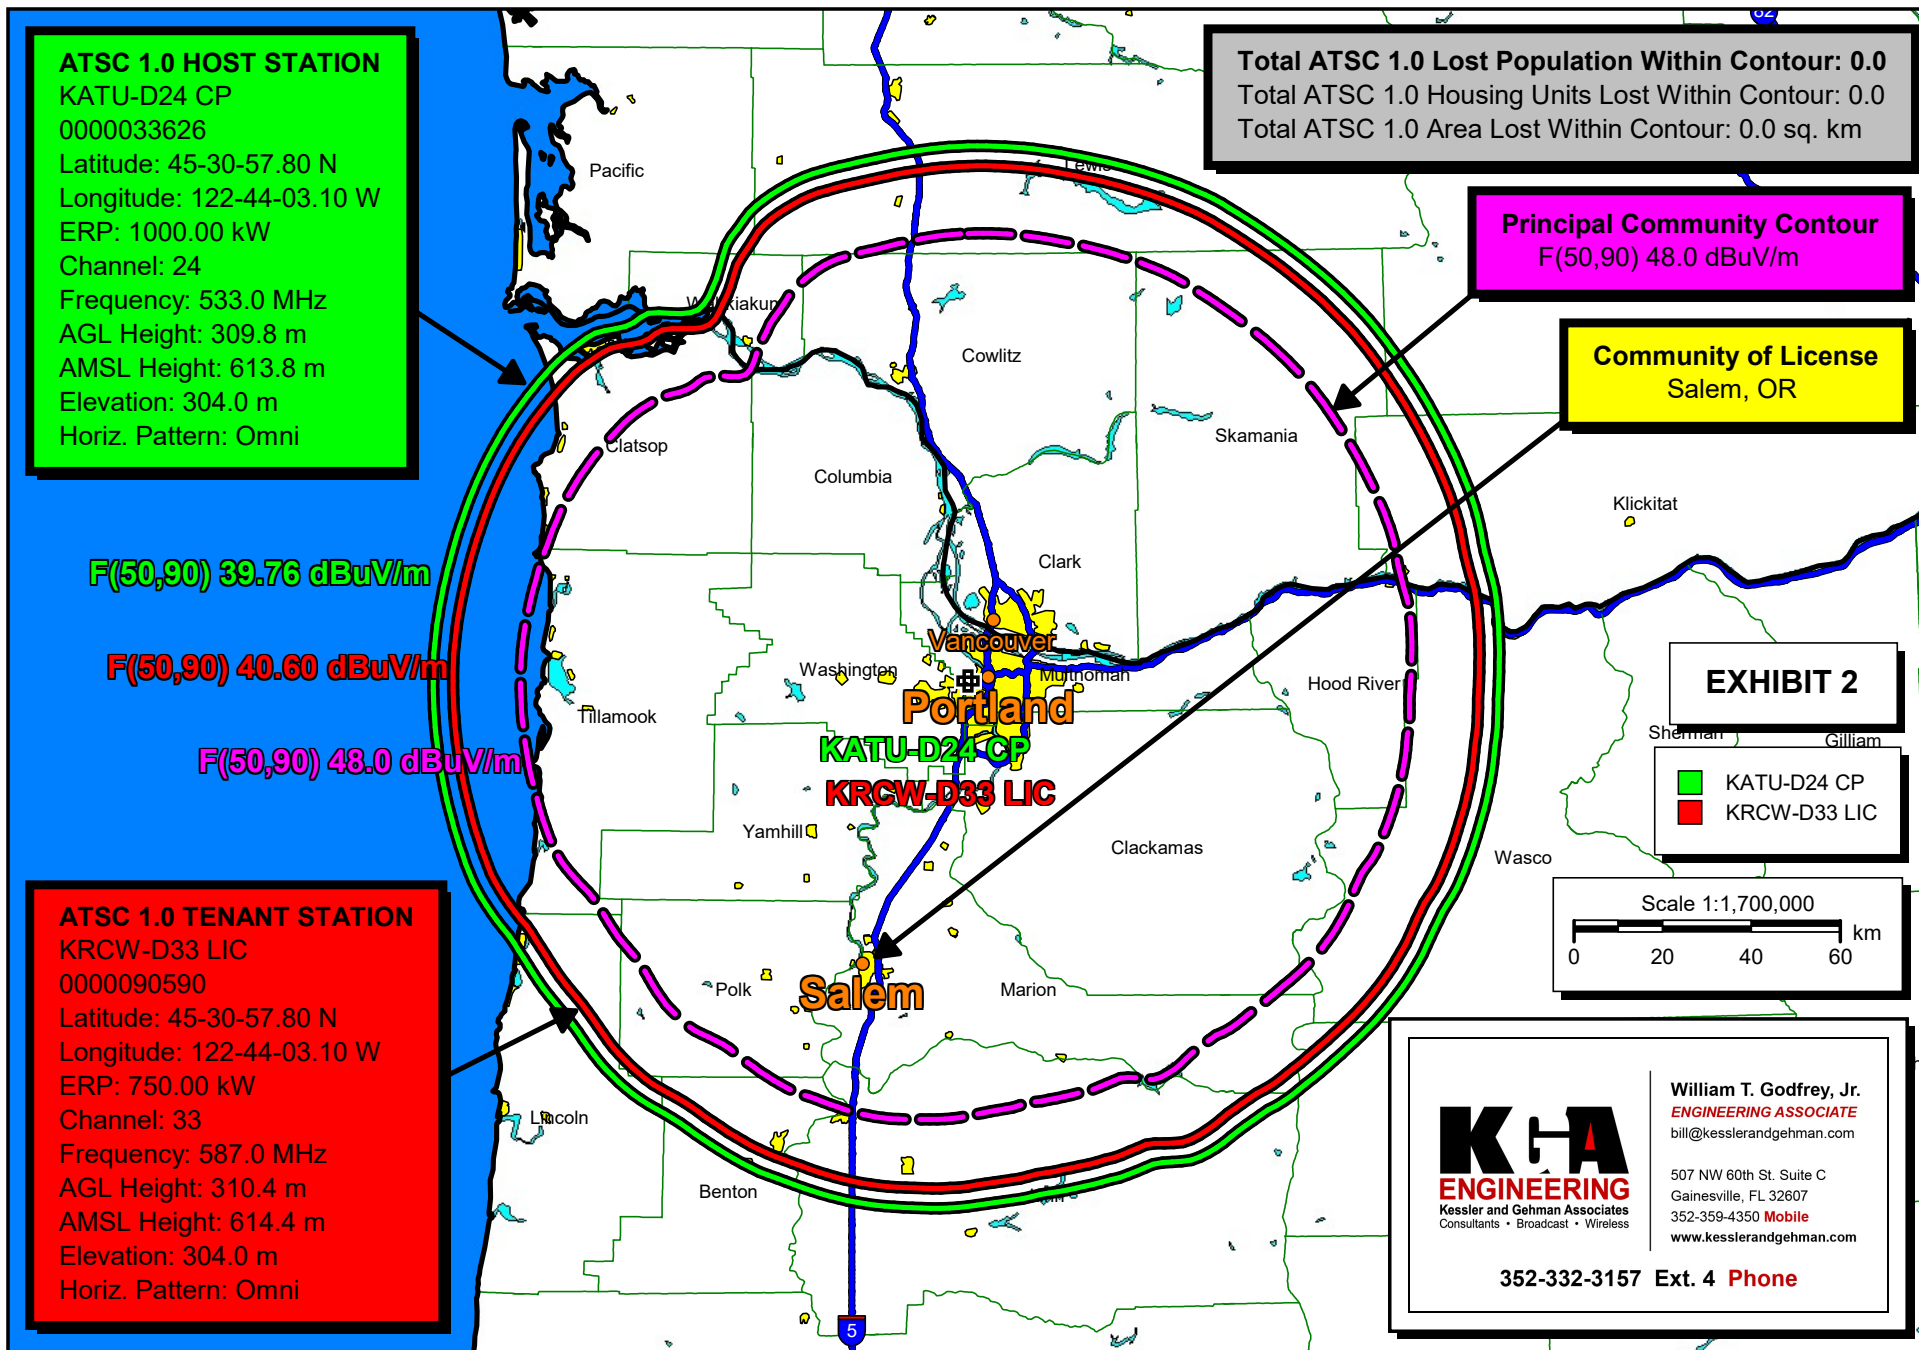 ATSC 1.0 HOST STATION
KATU-D24 CP
0000033626
Latitude: 45-30-57.80 N
Longitude: 122-44-03.10 W
ERP: 1000.00 kW
Channel: 24
Frequency: 533.0 MHz
AGL Height: 309.8 m
AMSL Height: 613.8 m
Elevation: 304.0 m
Horiz. Pattern: Omni
82
Total ATSC 1.0 Lost Population Within Contour: 0.0
Total ATSC 1.0 Housing Units Lost Within Contour: 0.0
Total ATSC 1.0 Area Lost Within Contour: 0.0 sq. km
Principal Community Contour
F(50,90) 48.0 dBuV/m
Community of License
Salem, OR
Pacific
Lewis
Wahkiakum
Cowlitz
Clatsop
Columbia
Skamania
Klickitat
Clark
F(50,90) 39.76 dBuV/m
F(50,90) 40.60 dBuV/m
F(50,90) 48.0 dBuV/m
Vancouver
Washington
Multnomah
Hood River
Portland
Tillamook
KATU-D24 CP
KRCW-D33 LIC
Yamhill
Clackamas
Wasco
Sherman
Gilliam
Salem
Polk
Marion
Lincoln
Benton
5
EXHIBIT 2
KATU-D24 CP
KRCW-D33 LIC
Scale 1:1,700,000
km
0 20 40 60
ATSC 1.0 TENANT STATION
KRCW-D33 LIC
0000090590
Latitude: 45-30-57.80 N
Longitude: 122-44-03.10 W
ERP: 750.00 kW
Channel: 33
Frequency: 587.0 MHz
AGL Height: 310.4 m
AMSL Height: 614.4 m
Elevation: 304.0 m
Horiz. Pattern: Omni
KGA
ENGINEERING
Kessler and Gehman Associates
Consultants • Broadcast • Wireless
William T. Godfrey, Jr.
ENGINEERING ASSOCIATE
bill@kesslerandgehman.com
507 NW 60th St. Suite C
Gainesville, FL 32607
352-359-4350 Mobile
www.kesslerandgehman.com
352-332-3157 Ext. 4 Phone